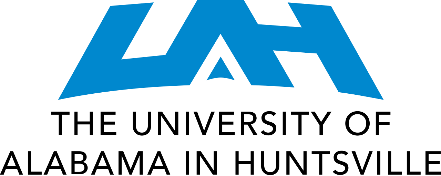 UAH
THE UNIVERSITY OF
ALABAMA IN HUNTSVILLE